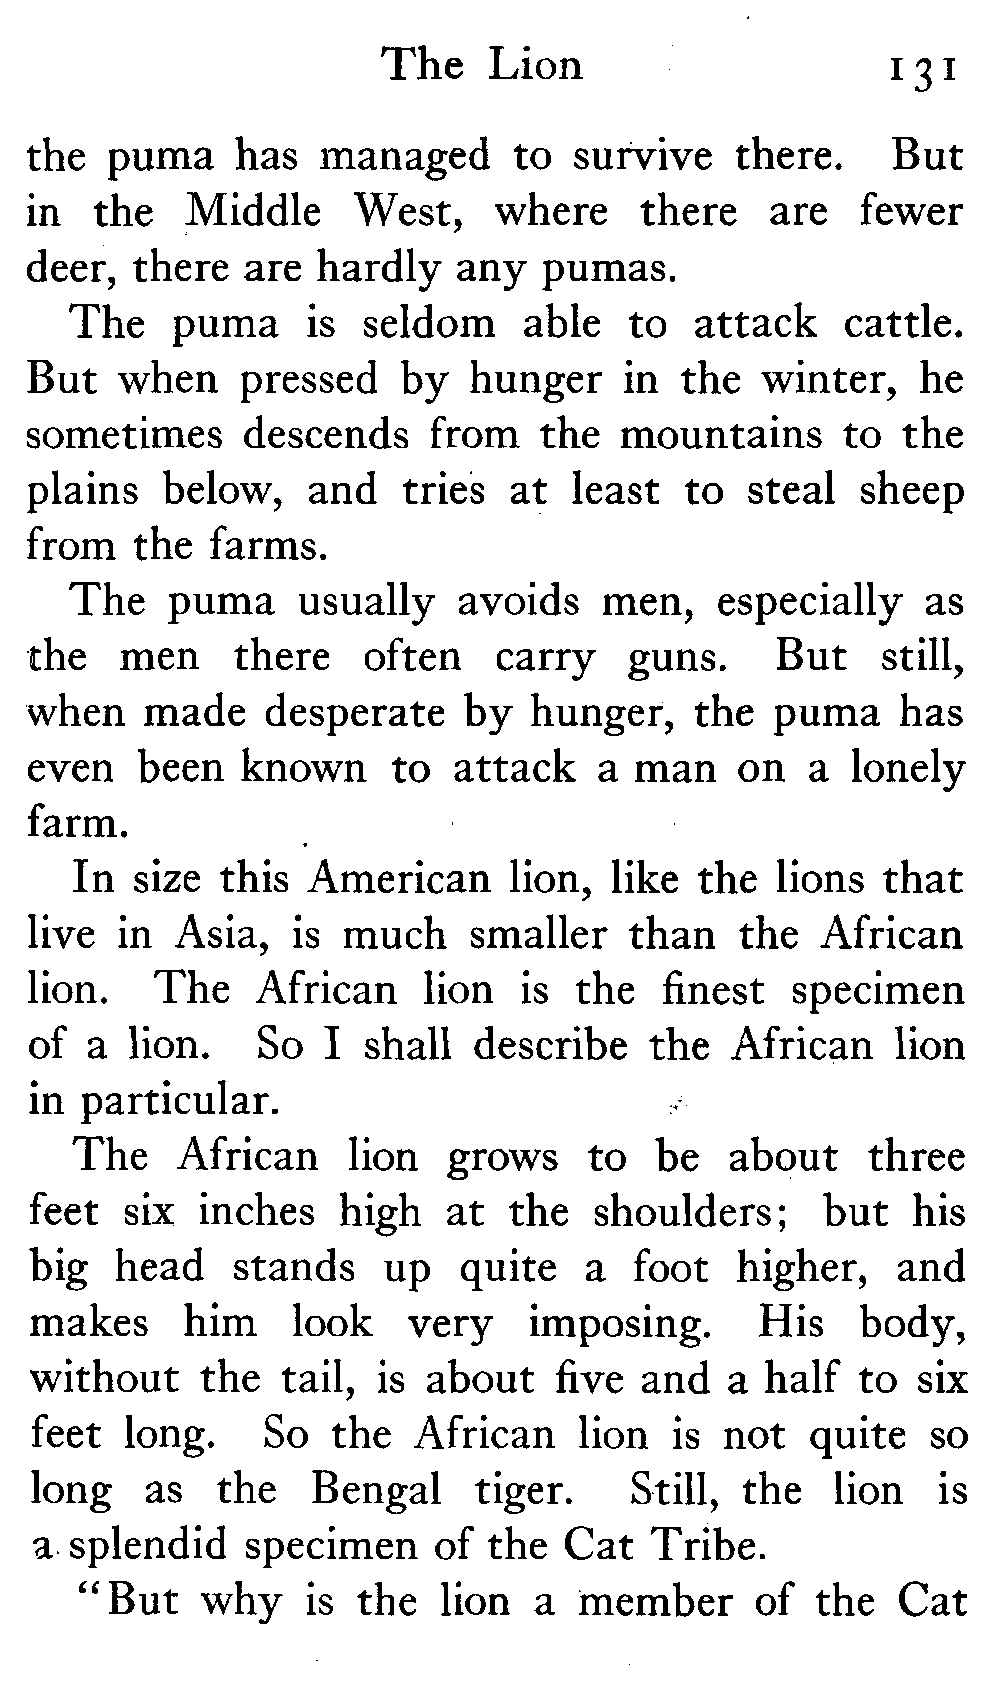 The Lion 131
the puma has managed to survive there. But
in the Middle West, where there are fewer
deer, there are hardly any pumas.
The puma is seldom able to attack cattle.
But when pressed by hunger in the winter, he
sometimes descends from the mountains to the
plains below, and tries at least to steal sheep
from the farms.
The puma usually avoids men, especially as
the men there often carry guns. But still,
when made desperate by hunger, the puma has
even been known to attack a man on a lonely
farm.
In size this American lion, like the lions that
live in Asia, is much smaller than the African
lion. The African lion is the finest specimen
of a lion. So I shall describe the African lion
in particular.
The African lion grows to be about three
feet six inches high at the shoulders; but his
big head stands up quite a foot higher, and
makes him look very imposing. His body,
without the tail, is about five and a half to six
feet long. So the African lion is not quite so
long as the Bengal tiger. Still, the lion is
a splendid specimen of the Cat Tribe.
"But why is the lion a member of the Cat